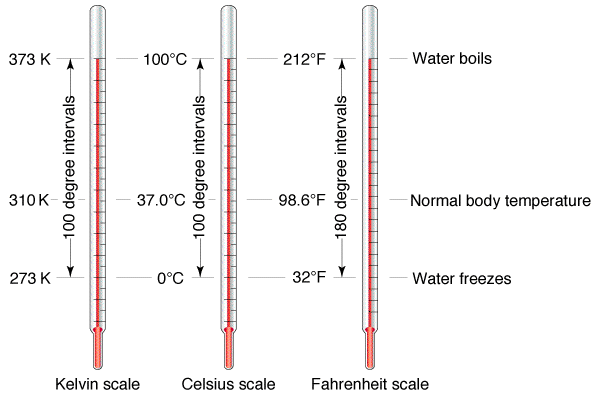 373 K 100°C 212°F Water boils
100 degree intervals
100 degree intervals
180 degree intervals
310 K 37.0°C 98.6°F Normal body temperature
273 K 0°C 32°F Water freezes
Kelvin scale Celsius scale Fahrenheit scale